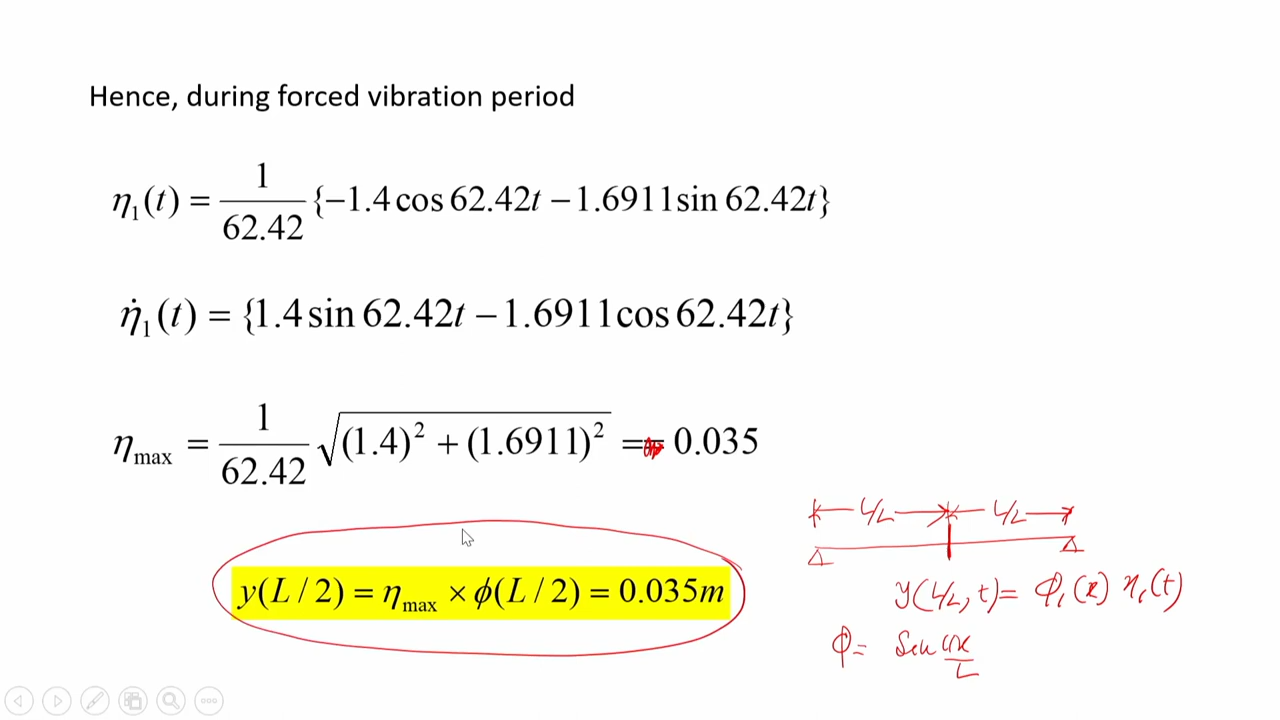 Hence, during forced vibration period
η₁(t) = 1/62.42 {−1.4 cos 62.42t − 1.6911 sin 62.42t}
η̇₁(t) = {1.4 sin 62.42t − 1.6911 cos 62.42t}
η_max = 1/62.42 √((1.4)² + (1.6911)²) = 0.035
L/2 L/2
y(L/2) = η_max × ϕ(L/2) = 0.035m
y(L/2, t) = ϕ₁(x) η₁(t)
ϕ =